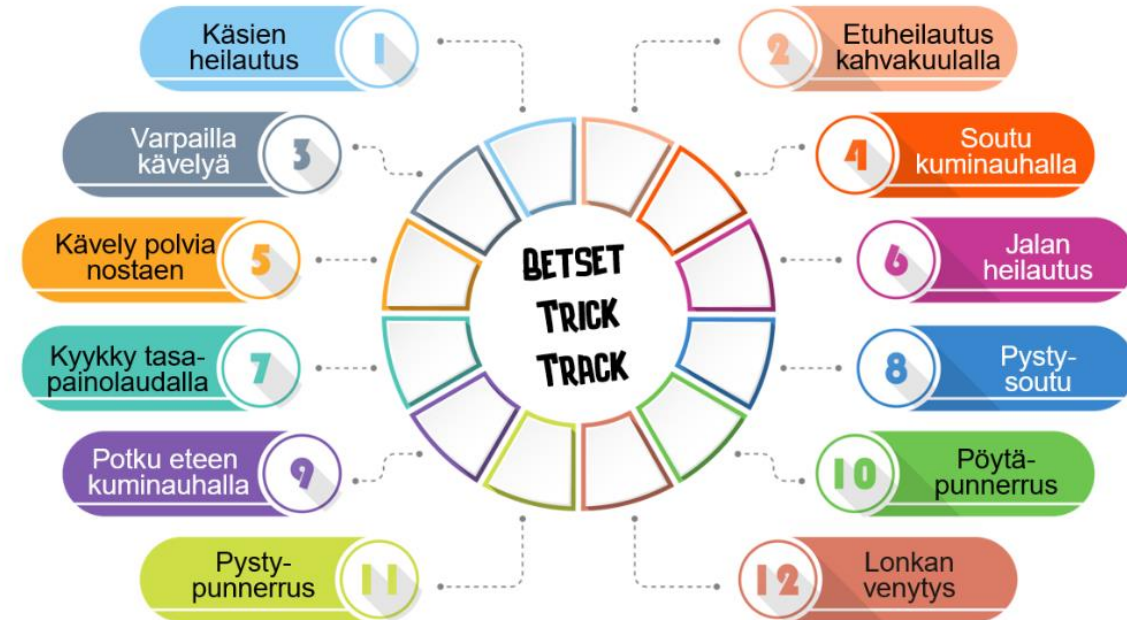 1
Käsien
heilautus
2
Etuheilautus
kahvakuulalla
3
Varpailla
kävelyä
4
Soutu
kuminauhalla
5
Kävely polvia
nostaen
6
Jalan
heilautus
7
Kyykky tasa-
painolaudalla
8
Pysty-
soutu
9
Potku eteen
kuminauhalla
10
Pöytä-
punnerrus
11
Pysty-
punnerrus
12
Lonkan
venytys
BETSET
TRICK
TRACK